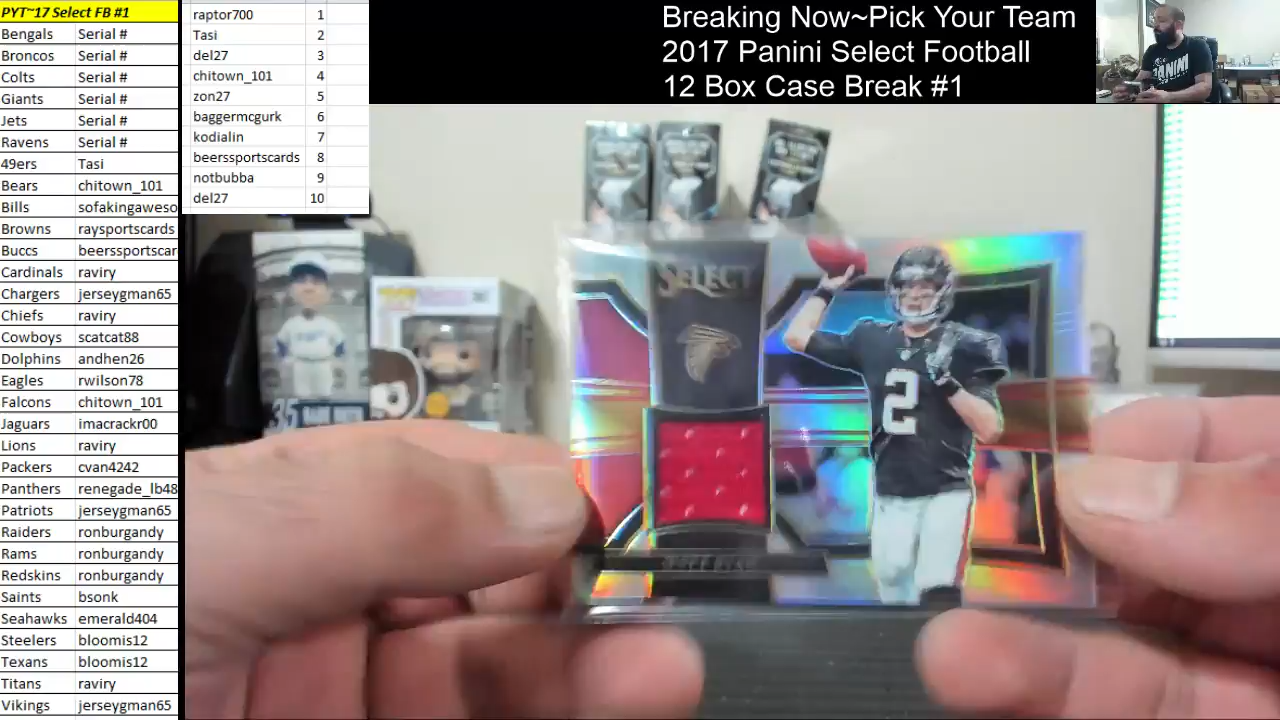 PYT~17 Select FB #1
Bengals Serial #
Broncos Serial #
Colts Serial #
Giants Serial #
Jets Serial #
Ravens Serial #
49ers Tasi
Bears chitown_101
Bills sofakingaweso
Browns raysportscards
Buccs beerssportscar
Cardinals raviry
Chargers jerseygman65
Chiefs raviry
Cowboys scatcat88
Dolphins andhen26
Eagles rwilson78
Falcons chitown_101
Jaguars imacrackr00
Lions raviry
Packers cvan4242
Panthers renegade_lb48
Patriots jerseygman65
Raiders ronburgandy
Rams ronburgandy
Redskins ronburgandy
Saints bsonk
Seahawks emerald404
Steelers bloomis12
Texans bloomis12
Titans raviry
Vikings jerseygman65
raptor700 1
Tasi 2
del27 3
chitown_101 4
zon27 5
baggermcgurk 6
kodialin 7
beerssportscards 8
notbubba 9
del27 10
Breaking Now~Pick Your Team
2017 Panini Select Football
12 Box Case Break #1
PANINI
SELECT
2
35